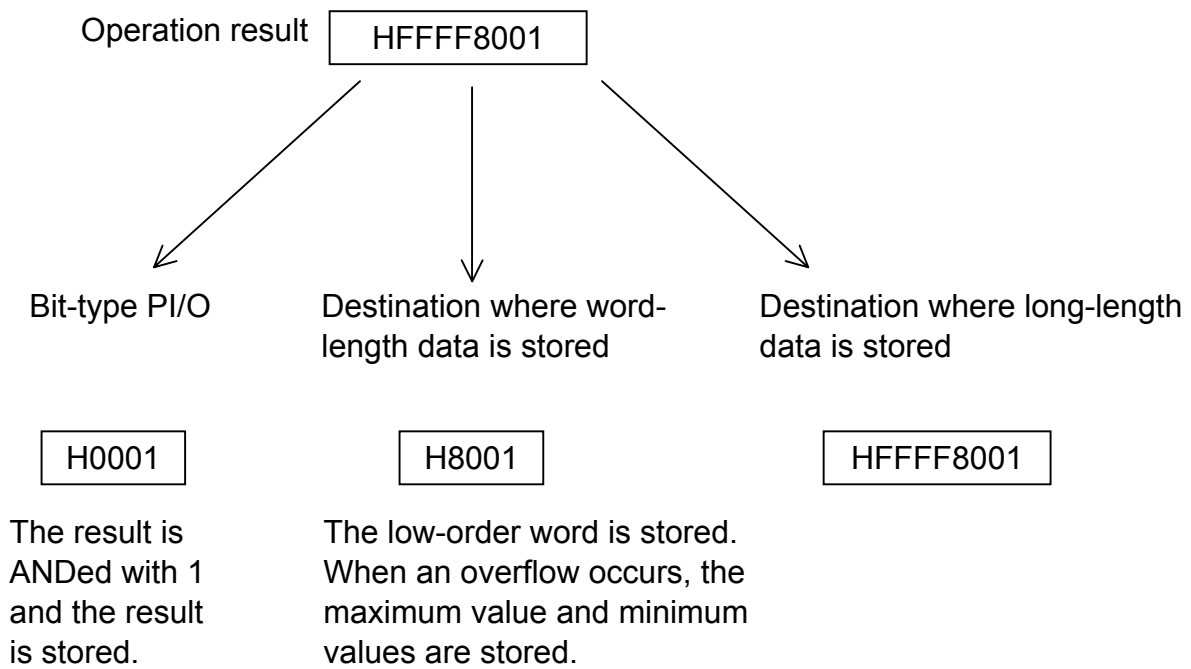 Operation result
HFFFF8001
Bit-type PI/O
Destination where word-
length data is stored
Destination where long-length
data is stored
H0001
H8001
HFFFF8001
The result is
ANDed with 1
and the result
is stored.
The low-order word is stored.
When an overflow occurs, the
maximum value and minimum
values are stored.